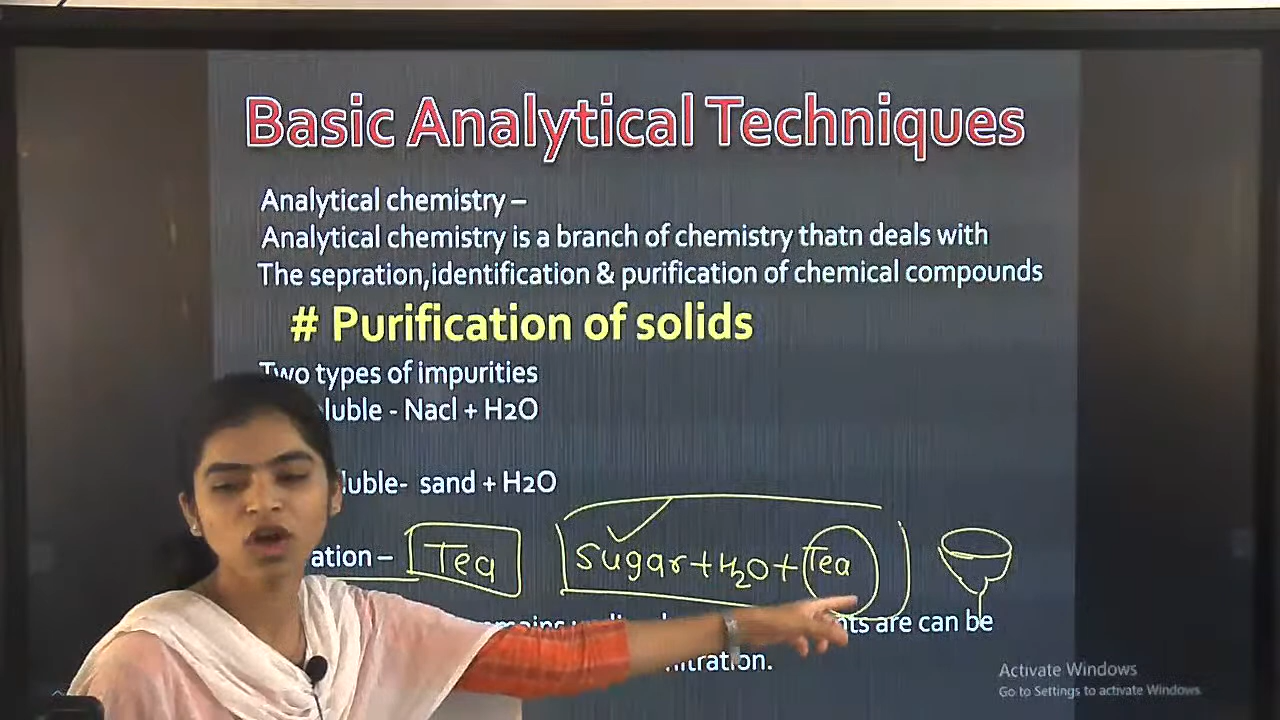 Basic Analytical Techniques
Analytical chemistry –
Analytical chemistry is a branch of chemistry thatn deals with
The sepration,identification & purification of chemical compounds
# Purification of solids
Two types of impurities
luble - Nacl + H2O
luble- sand + H2O
ation – Tea Sugar + H2O + Tea
are can be
Activate Windows
Go to Settings to activate Windows.